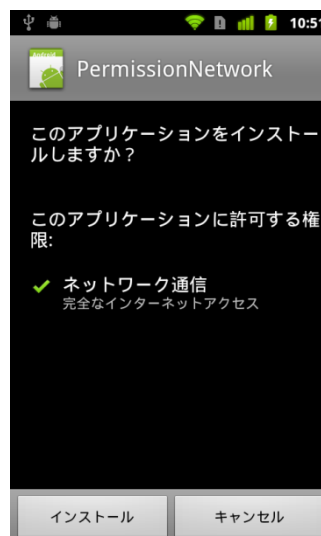 10:51
Android
PermissionNetwork
このアプリケーションをインストー
ルしますか？
このアプリケーションに許可する権
限:
ネットワーク通信
完全なインターネットアクセス
インストール
キャンセル